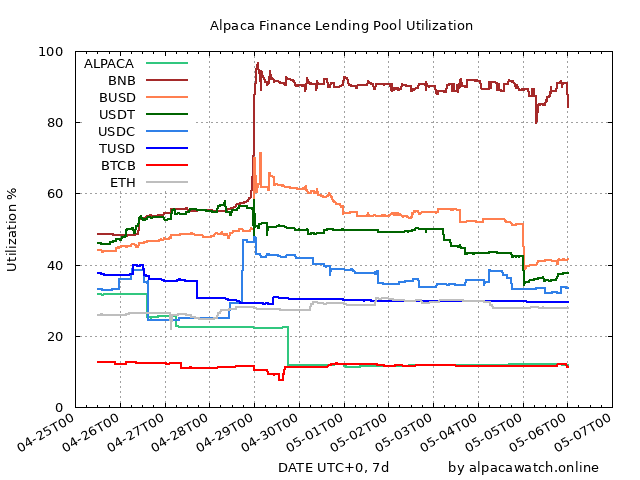 Alpaca Finance Lending Pool Utilization
100
80
60
40
20
0
Utilization %
ALPACA
BNB
BUSD
USDT
USDC
TUSD
BTCB
ETH
04-25T00
04-26T00
04-27T00
04-28T00
04-29T00
04-30T00
05-01T00
05-02T00
05-03T00
05-04T00
05-05T00
05-06T00
05-07T00
DATE UTC+0, 7d
by alpacawatch.online